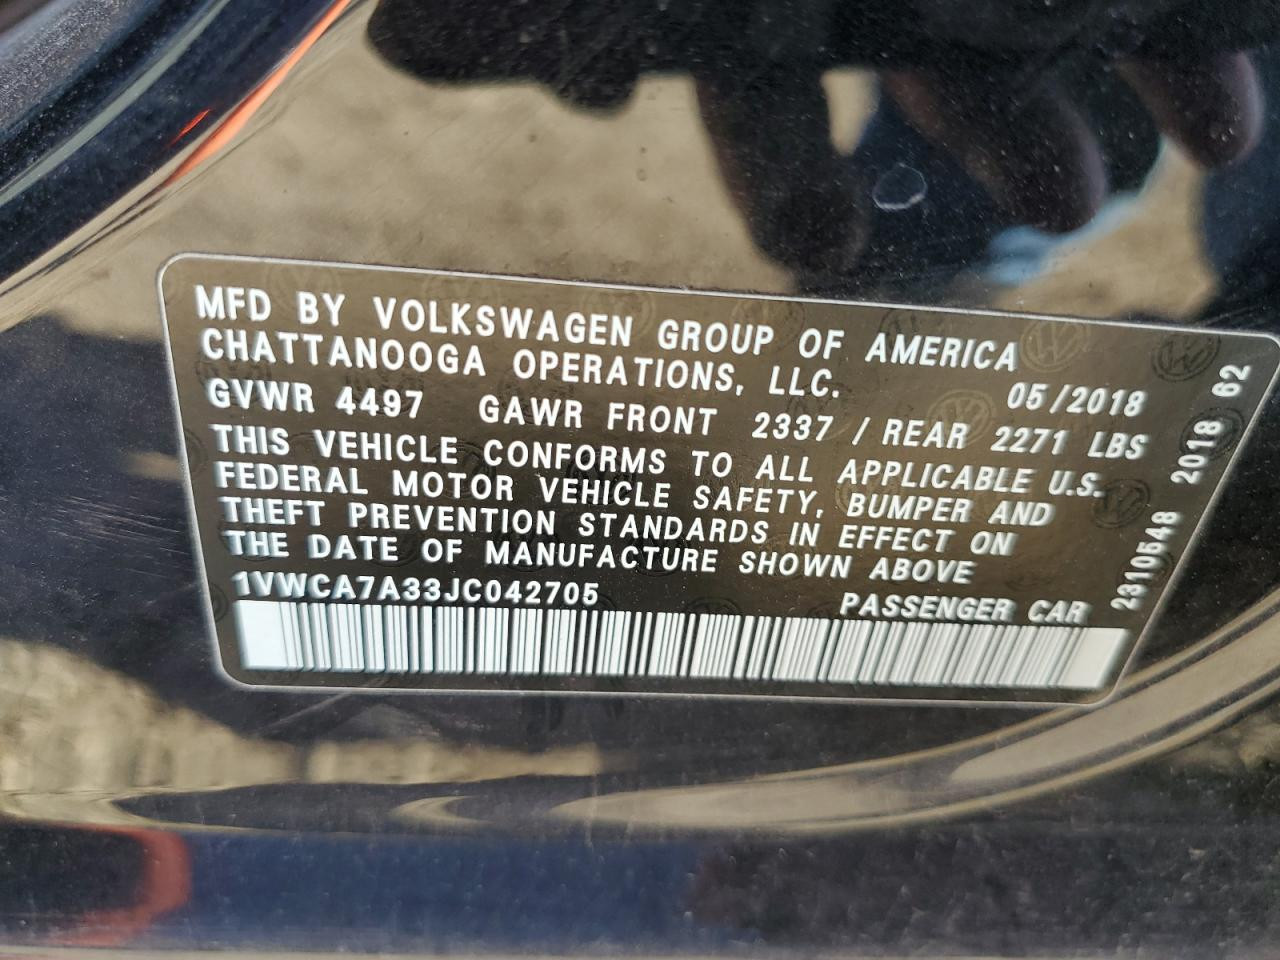 MFD BY VOLKSWAGEN GROUP OF AMERICA
CHATTANOOGA OPERATIONS, LLC. 05/2018
GVWR 4497 GAWR FRONT 2337 / REAR 2271 LBS
THIS VEHICLE CONFORMS TO ALL APPLICABLE U.S.
FEDERAL MOTOR VEHICLE SAFETY, BUMPER AND
THEFT PREVENTION STANDARDS IN EFFECT ON
THE DATE OF MANUFACTURE SHOWN ABOVE
1VWCA7A33JC042705 PASSENGER CAR
2310548 2018 62